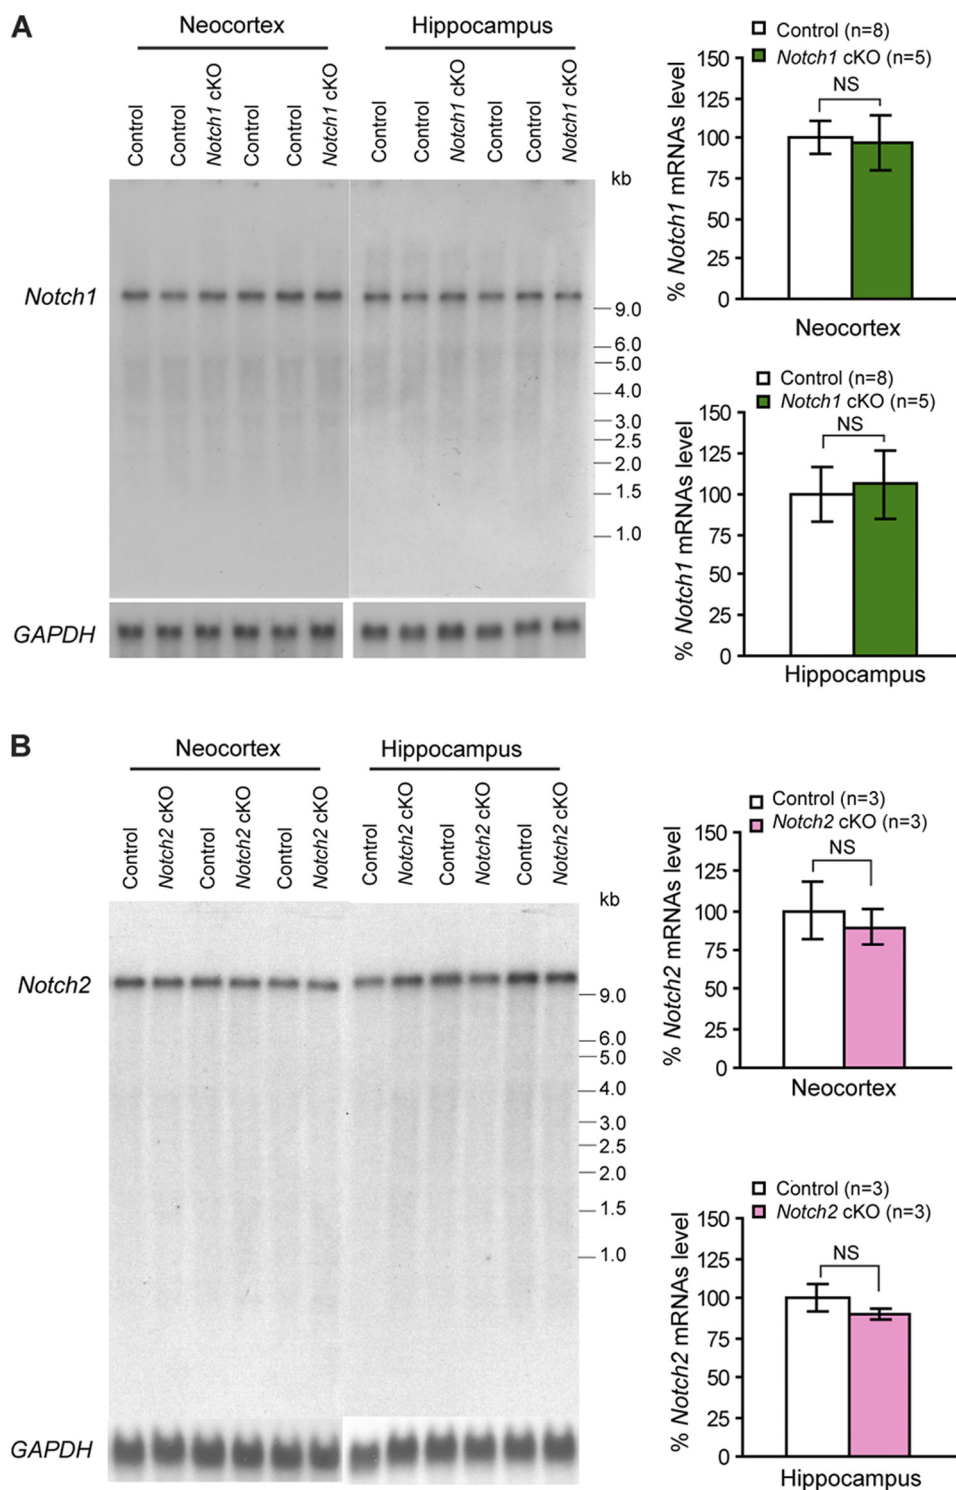 A
Neocortex
Hippocampus
Control
Control
Notch1 cKO
Control
Control
Notch1 cKO
Control
Control
Notch1 cKO
Control
Control
Notch1 cKO
kb
Notch1
9.0
6.0
5.0
4.0
3.0
2.5
2.0
1.5
1.0
GAPDH
Control (n=8)
Notch1 cKO (n=5)
% Notch1 mRNAs level
150
125
100
75
50
25
0
NS
Neocortex
Control (n=8)
Notch1 cKO (n=5)
% Notch1 mRNAs level
150
125
100
75
50
25
0
NS
Hippocampus
B
Neocortex
Hippocampus
Control
Notch2 cKO
Control
Notch2 cKO
Control
Notch2 cKO
Control
Notch2 cKO
Control
Notch2 cKO
Control
Notch2 cKO
kb
Notch2
9.0
6.0
5.0
4.0
3.0
2.5
2.0
1.5
1.0
GAPDH
Control (n=3)
Notch2 cKO (n=3)
% Notch2 mRNAs level
150
125
100
75
50
25
0
NS
Neocortex
Control (n=3)
Notch2 cKO (n=3)
% Notch2 mRNAs level
150
125
100
75
50
25
0
NS
Hippocampus